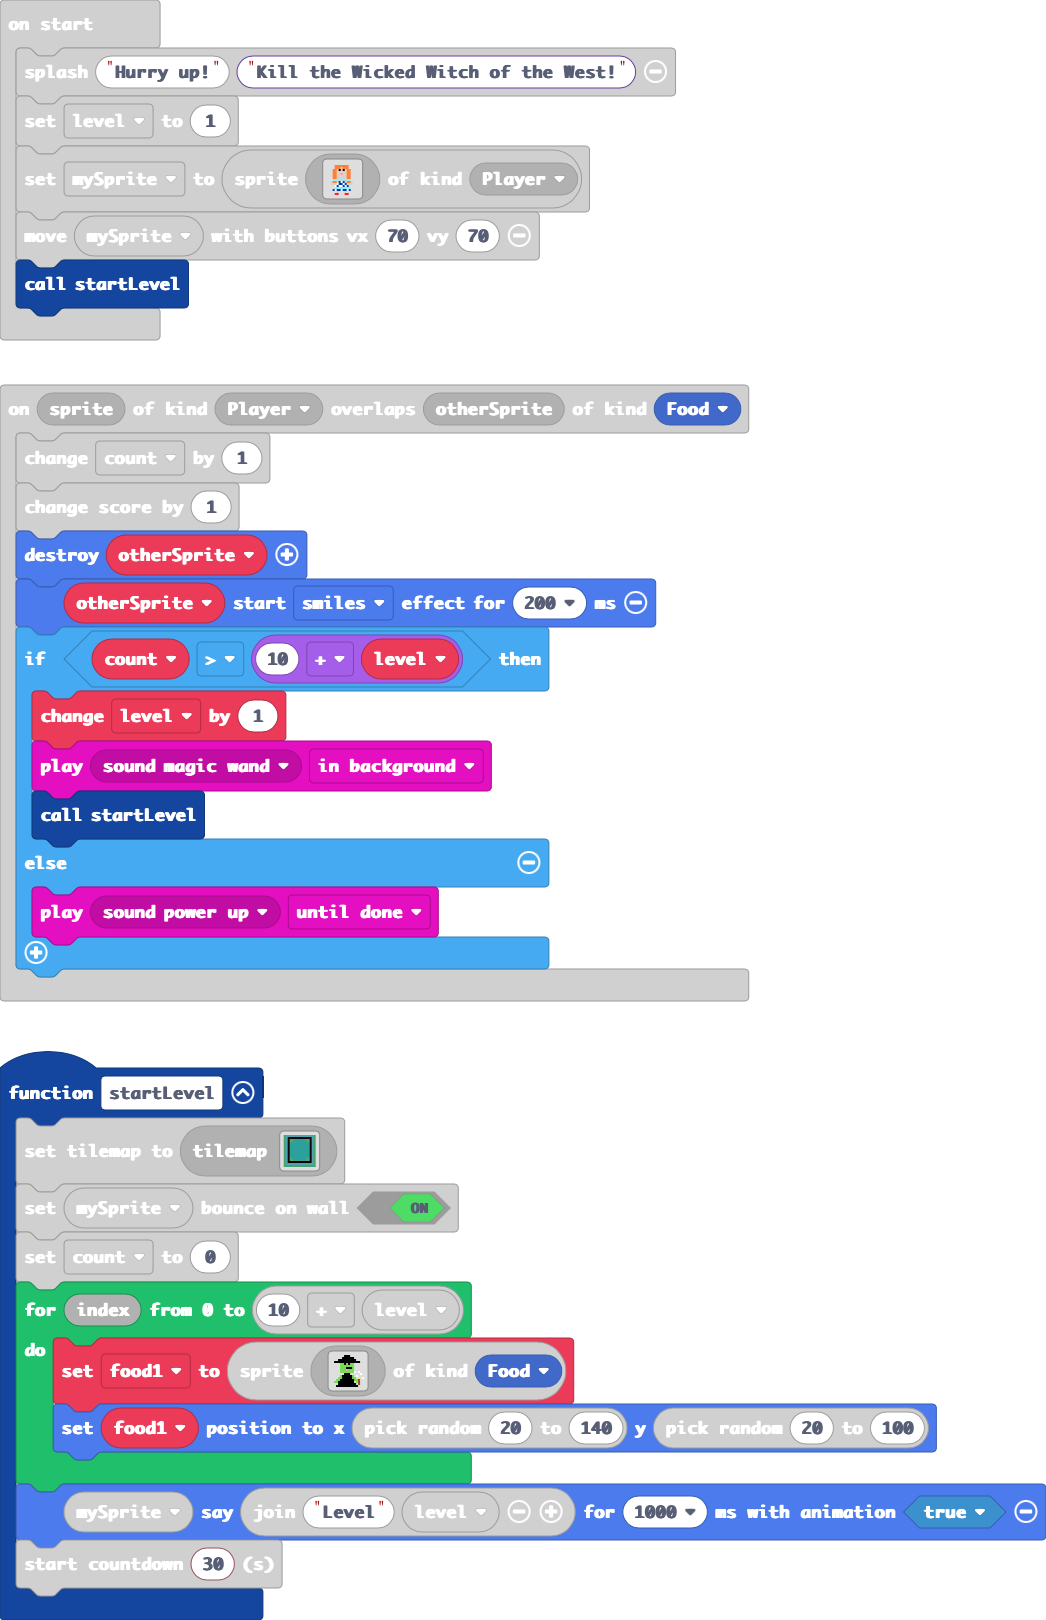 on start
splash "Hurry up!" "Kill the Wicked Witch of the West!"
set level to 1
set mySprite to sprite of kind Player
move mySprite with buttons vx 70 vy 70
call startLevel
on sprite of kind Player overlaps otherSprite of kind Food
change count by 1
change score by 1
destroy otherSprite
otherSprite start smiles effect for 200 ms
if count > 10 + level then
change level by 1
play sound magic wand in background
call startLevel
else
play sound power up until done
function startLevel
set tilemap to tilemap
set mySprite bounce on wall ON
set count to 0
for index from 0 to 10 + level
do
set food1 to sprite of kind Food
set food1 position to x pick random 20 to 140 y pick random 20 to 100
mySprite say join "Level" level for 1000 ms with animation true
start countdown 30 (s)